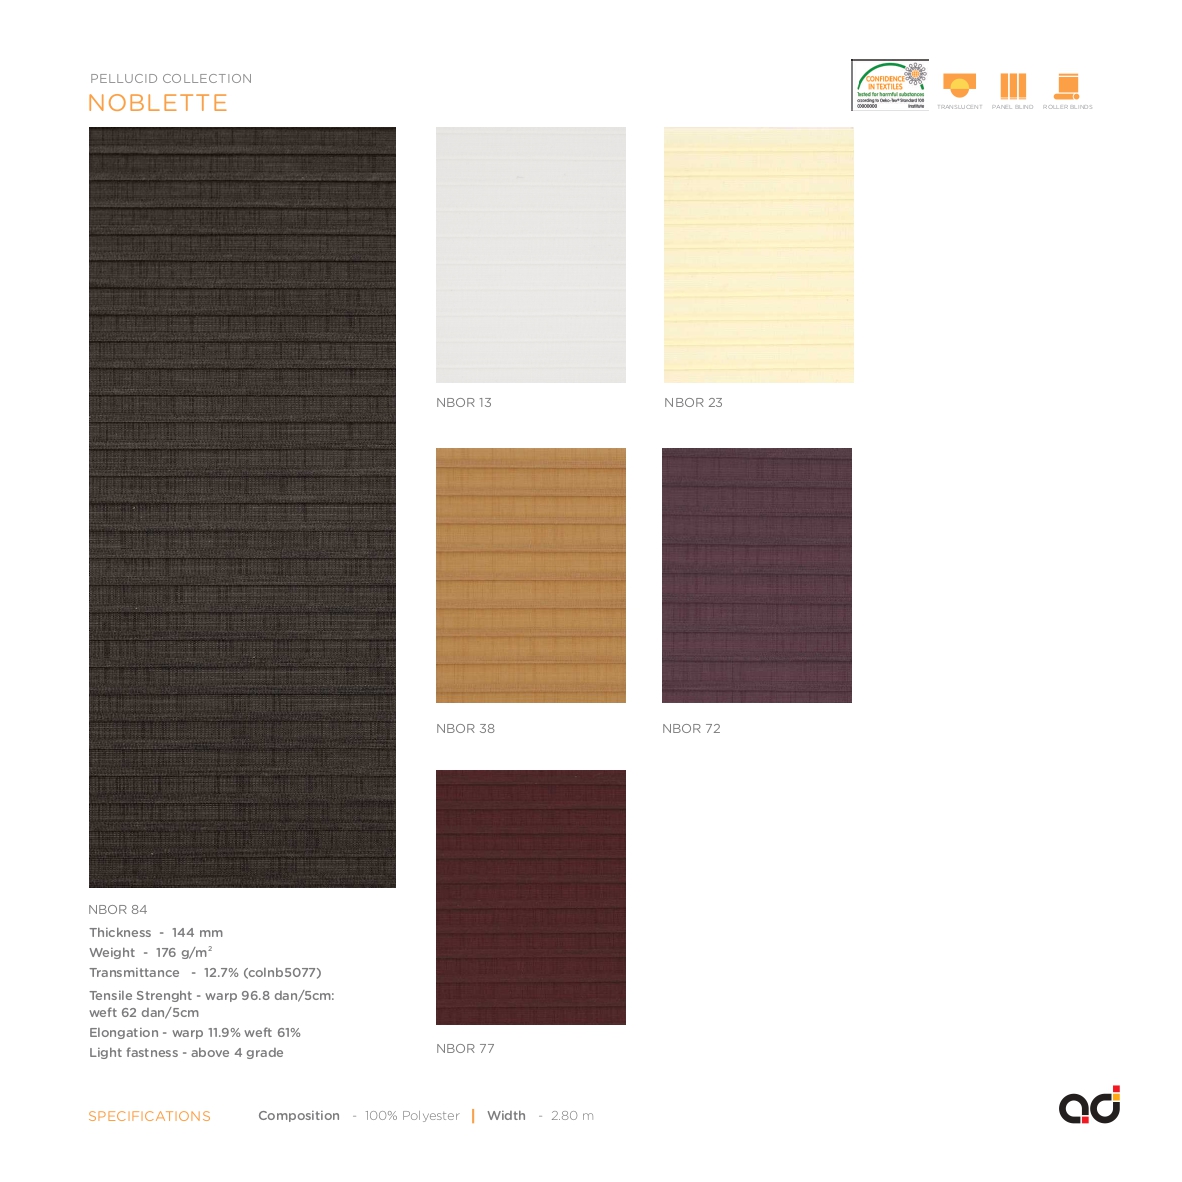 PELLUCID COLLECTION
NOBLETTE
CONFIDENCE
IN TEXTILES
Tested for harmful substances
according to Oeko-Tex® Standard 100
00000000 Institute
TRANSLUCENT
PANEL BLIND
ROLLER BLINDS
NBOR 13
NBOR 23
NBOR 38
NBOR 72
NBOR 77
NBOR 84
Thickness - 144 mm
Weight - 176 g/m²
Transmittance - 12.7% (colnb5077)
Tensile Strenght - warp 96.8 dan/5cm:
weft 62 dan/5cm
Elongation - warp 11.9% weft 61%
Light fastness - above 4 grade
SPECIFICATIONS Composition - 100% Polyester | Width - 2.80 m
ad